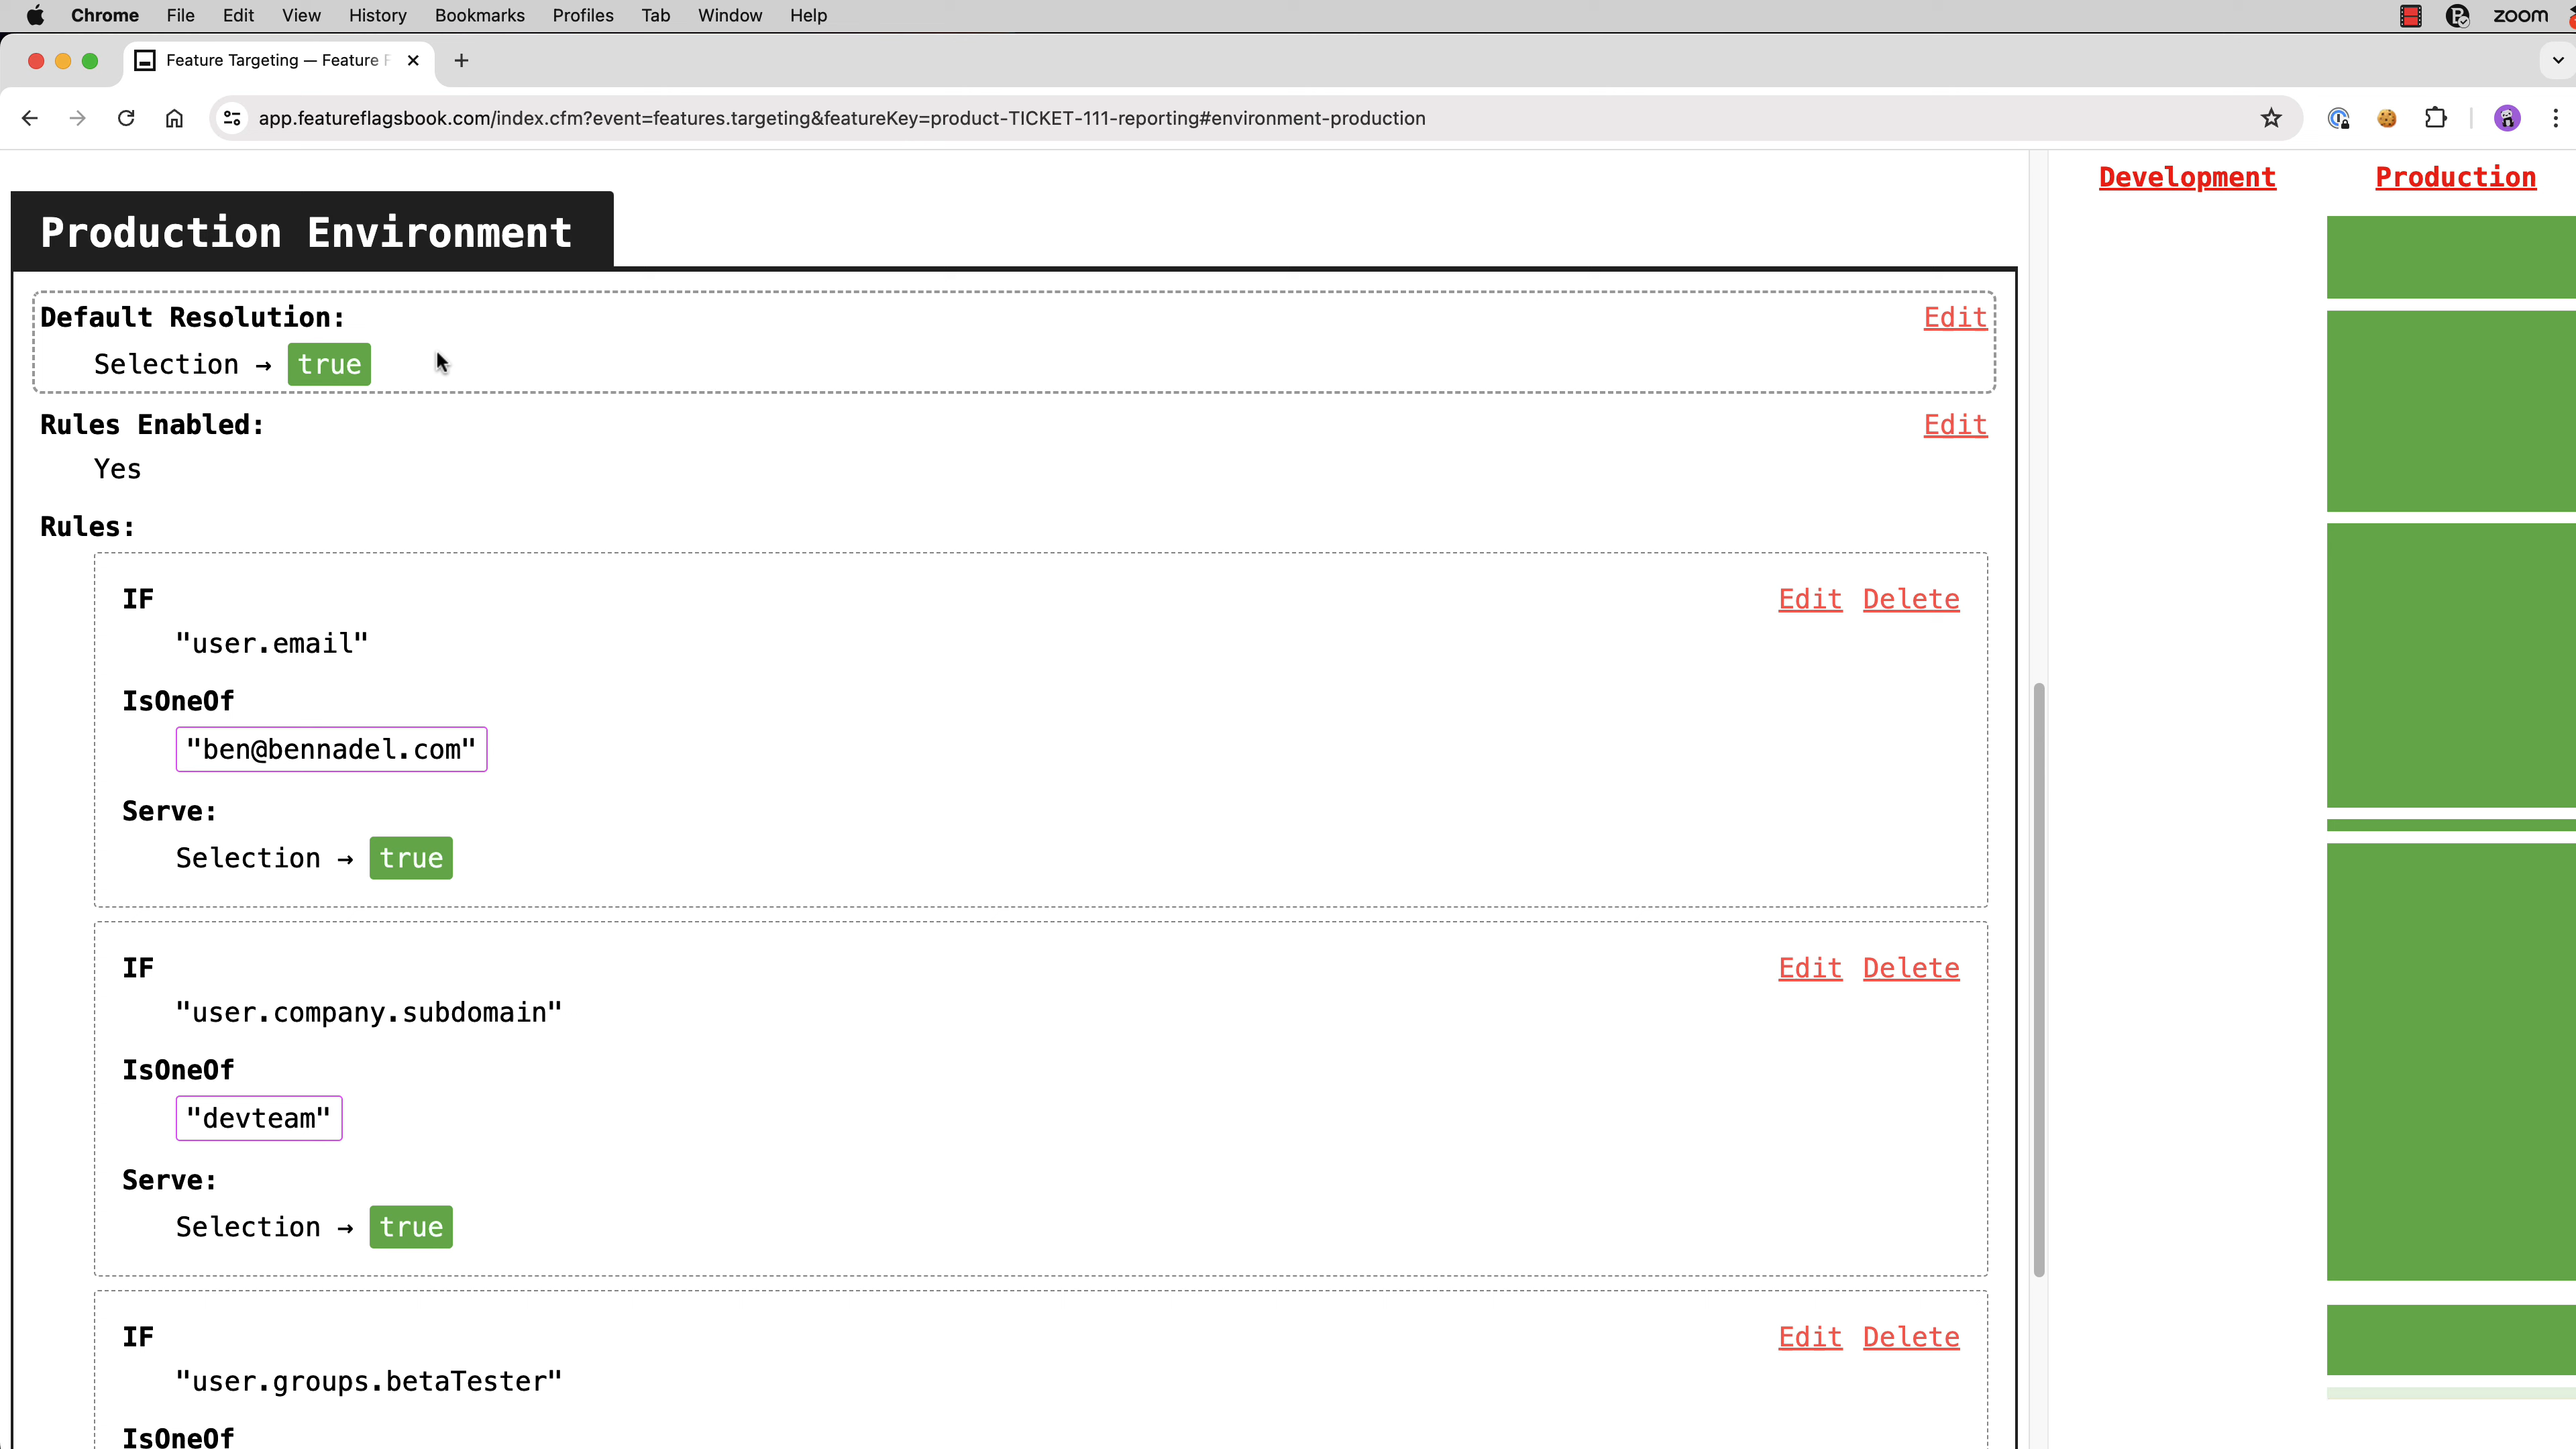 Chrome File Edit View History Bookmarks Profiles Tab Window Help zoom
Feature Targeting — Feature F
app.featureflagsbook.com/index.cfm?event=features.targeting&featureKey=product-TICKET-111-reporting#environment-production
Development Production
Production Environment
Default Resolution: Edit
Selection → true
Rules Enabled: Edit
Yes
Rules:
IF Edit Delete
"user.email"
IsOneOf
"ben@bennadel.com"
Serve:
Selection → true
IF Edit Delete
"user.company.subdomain"
IsOneOf
"devteam"
Serve:
Selection → true
IF Edit Delete
"user.groups.betaTester"
IsOneOf